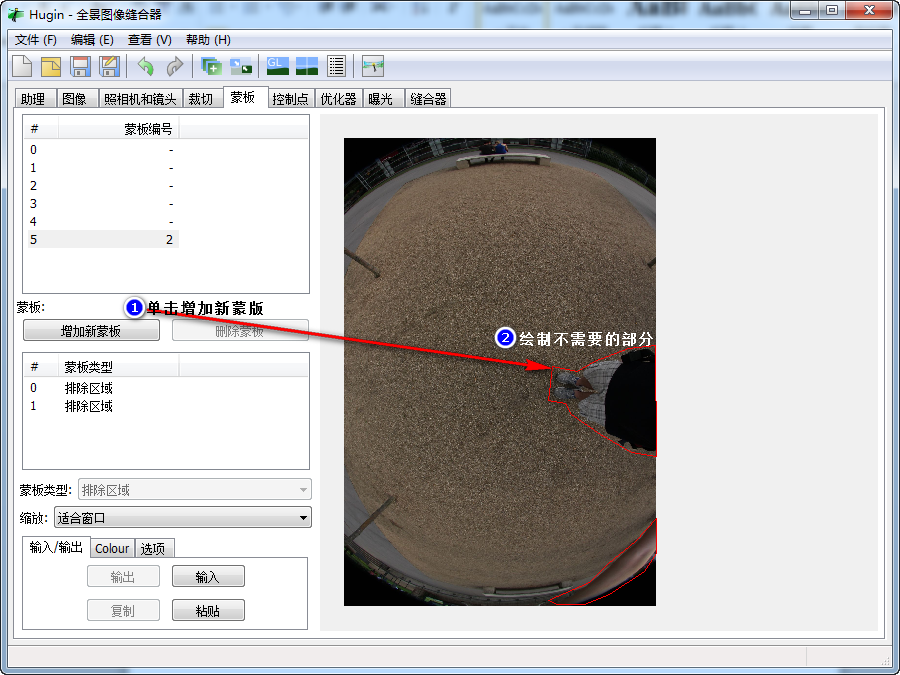 Hugin - 全景图像缝合器
文件 (F) 编辑 (E) 查看 (V) 帮助 (H)
GL
助理 图像 照相机和镜头 裁切 蒙板 控制点 优化器 曝光 缝合器
# 蒙板编号
0 -
1 -
2 -
3 -
4 -
5 2
蒙板:
1 单击增加新蒙版
增加新蒙板 删除蒙板
2 绘制不需要的部分
# 蒙板类型
0 排除区域
1 排除区域
蒙板类型: 排除区域
缩放: 适合窗口
输入/输出 Colour 选项
输出 输入
复制 粘贴